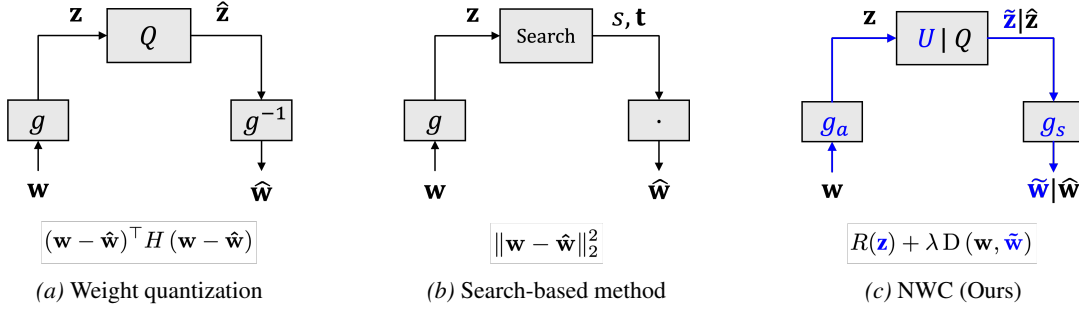 z
ẑ
Q
g
g⁻¹
w
ŵ
(w − ŵ)⊤ H (w − ŵ)
(a) Weight quantization
z
s, t
Search
g
·
w
ŵ
‖w − ŵ‖₂²
(b) Search-based method
z
z̃|ẑ
U | Q
gₐ
gₛ
w
w̃|ŵ
R(z) + λ D (w, w̃)
(c) NWC (Ours)